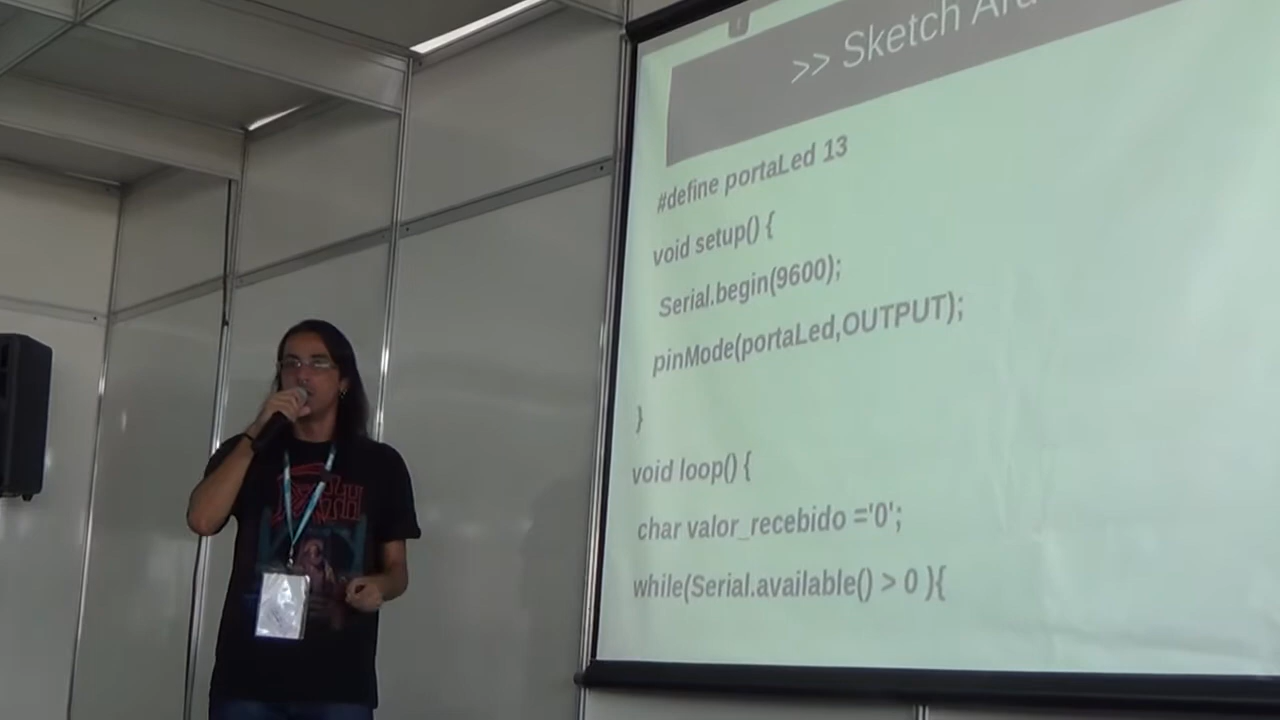 >> Sketch
#define portaLed 13
void setup() {
Serial.begin(9600);
pinMode(portaLed,OUTPUT);
}
void loop() {
char valor_recebido ='0';
while(Serial.available() > 0 ){